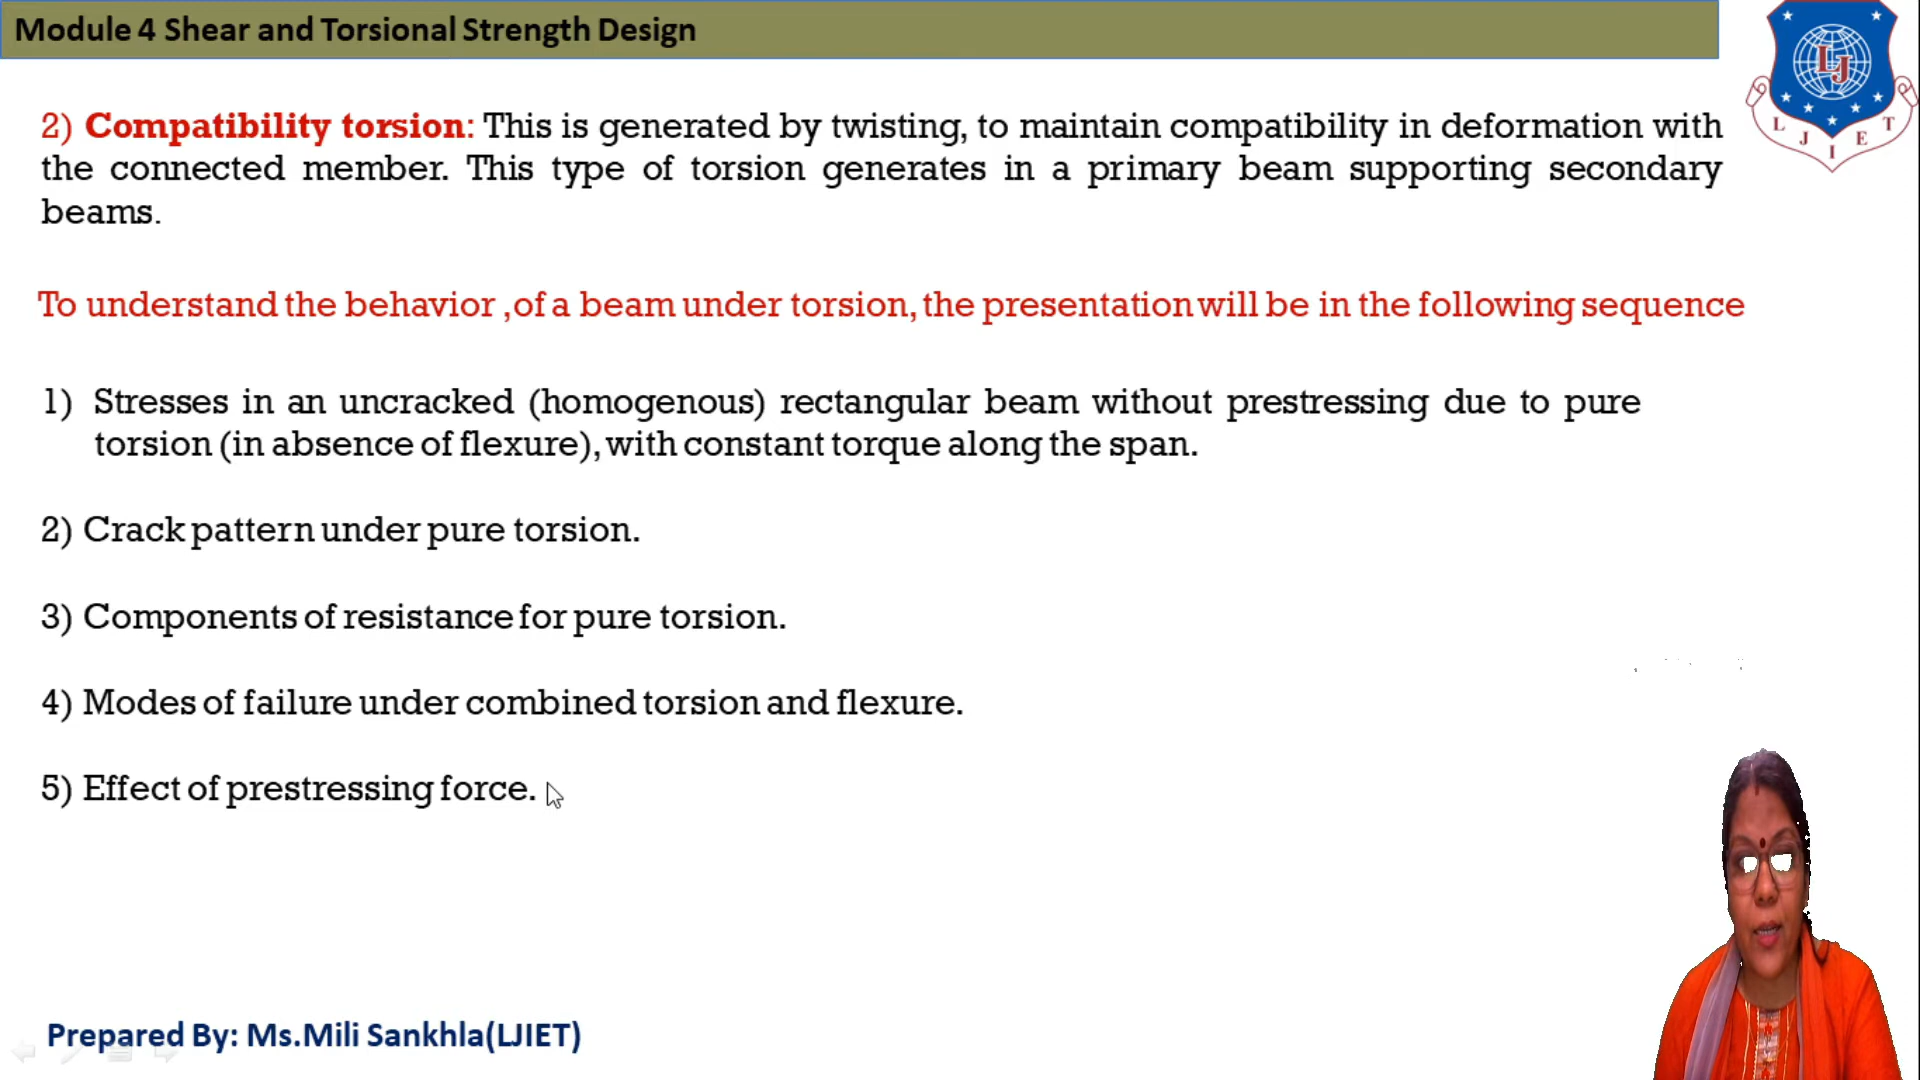 Module 4 Shear and Torsional Strength Design
LJ
L J I E T
2) Compatibility torsion: This is generated by twisting, to maintain compatibility in deformation with
the connected member. This type of torsion generates in a primary beam supporting secondary
beams.
To understand the behavior ,of a beam under torsion, the presentation will be in the following sequence
1) Stresses in an uncracked (homogenous) rectangular beam without prestressing due to pure
torsion (in absence of flexure), with constant torque along the span.
2) Crack pattern under pure torsion.
3) Components of resistance for pure torsion.
4) Modes of failure under combined torsion and flexure.
5) Effect of prestressing force.
Prepared By: Ms.Mili Sankhla(LJIET)